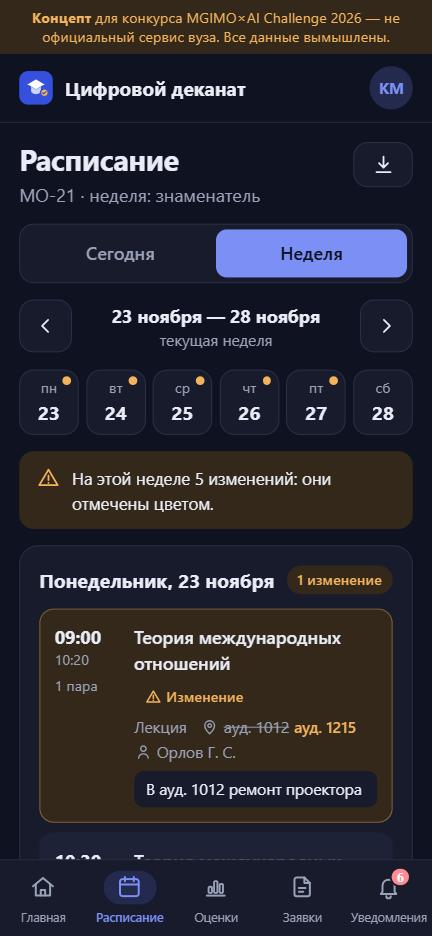 Концепт для конкурса MGIMO×AI Challenge 2026 — не
официальный сервис вуза. Все данные вымышлены.
Цифровой деканат
КМ
Расписание
МО-21 · неделя: знаменатель
Сегодня
Неделя
23 ноября — 28 ноября
текущая неделя
пн
23
вт
24
ср
25
чт
26
пт
27
сб
28
На этой неделе 5 изменений: они
отмечены цветом.
Понедельник, 23 ноября
1 изменение
09:00
10:20
1 пара
Теория международных
отношений
Изменение
Лекция
ауд. 1012 ауд. 1215
Орлов Г. С.
В ауд. 1012 ремонт проектора
Главная
Расписание
Оценки
Заявки
6
Уведомления